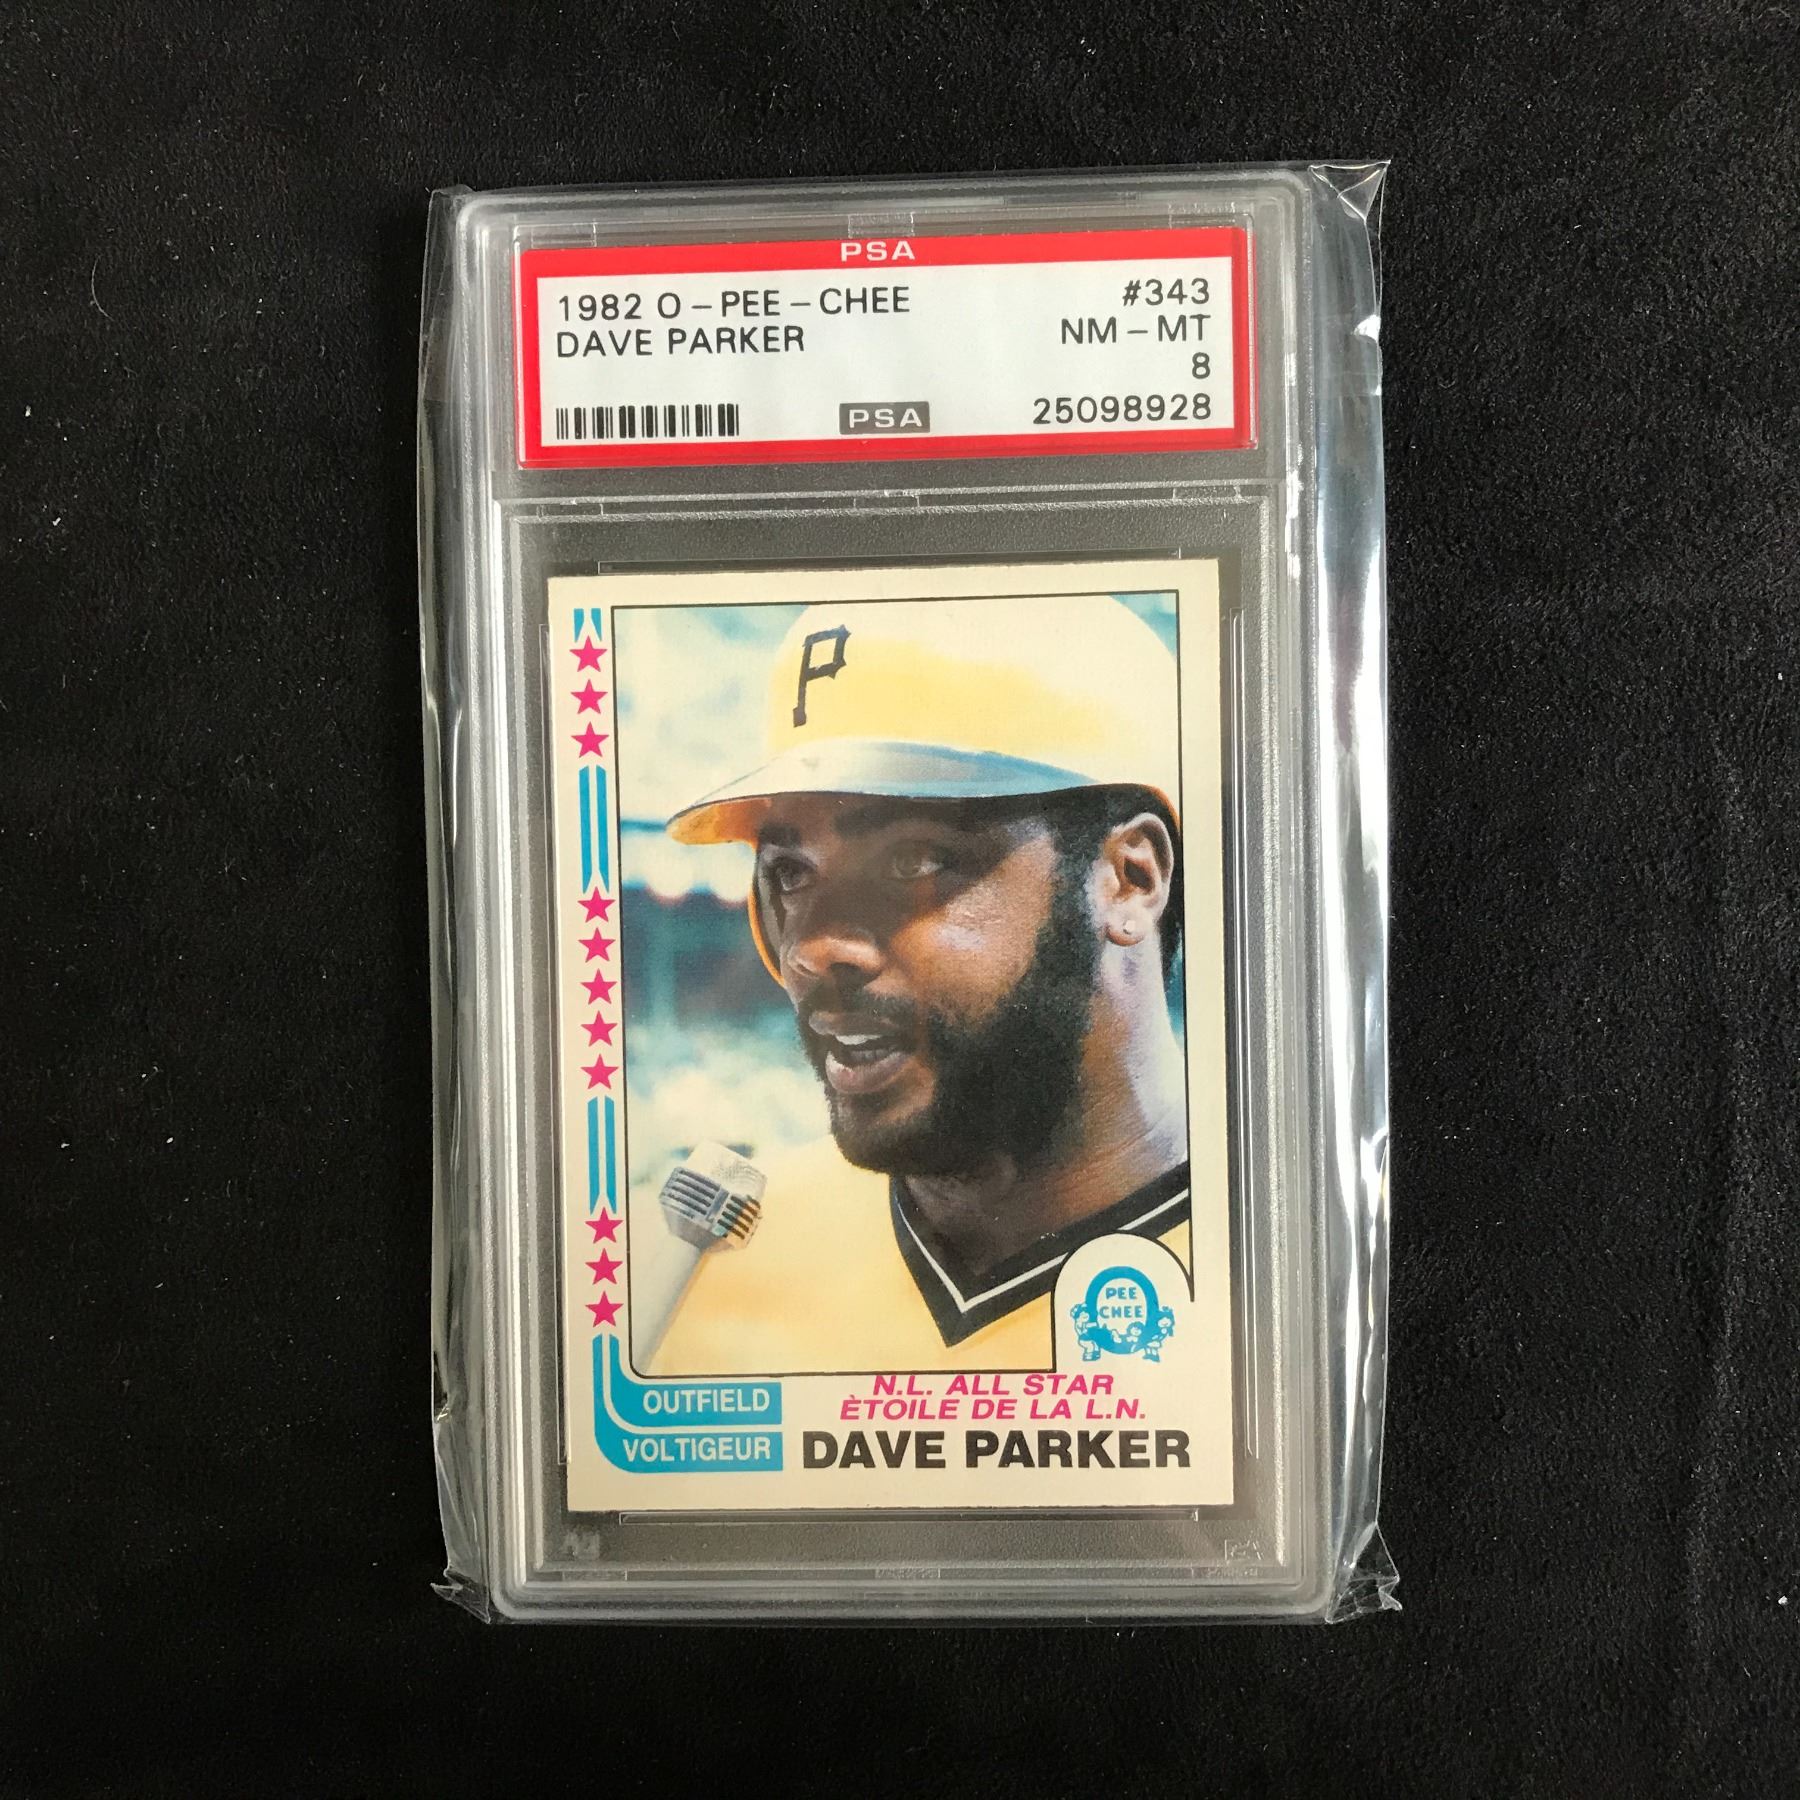 PSA
1982 O-PEE-CHEE #343
DAVE PARKER NM-MT
8
PSA 25098928
P
PEE
CHEE
N.L. ALL STAR
ÈTOILE DE LA L.N.
OUTFIELD
VOLTIGEUR
DAVE PARKER